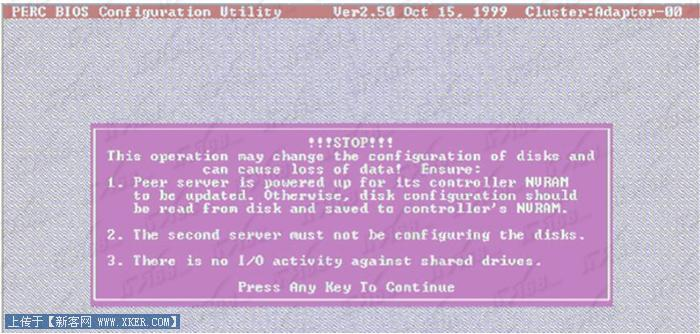 PERC BIOS Configuration Utility Ver2.50 Oct 15, 1999 Cluster:Adapter-00
!!!STOP!!!
This operation may change the configuration of disks and
can cause loss of data! Ensure:
1. Peer server is powered up for its controller NVRAM
to be updated. Otherwise, disk configuration should
be read from disk and saved to controller's NVRAM.
2. The second server must not be configuring the disks.
3. There is no I/O activity against shared drives.
Press Any Key To Continue
上传于【新客网 www.XKER.com】